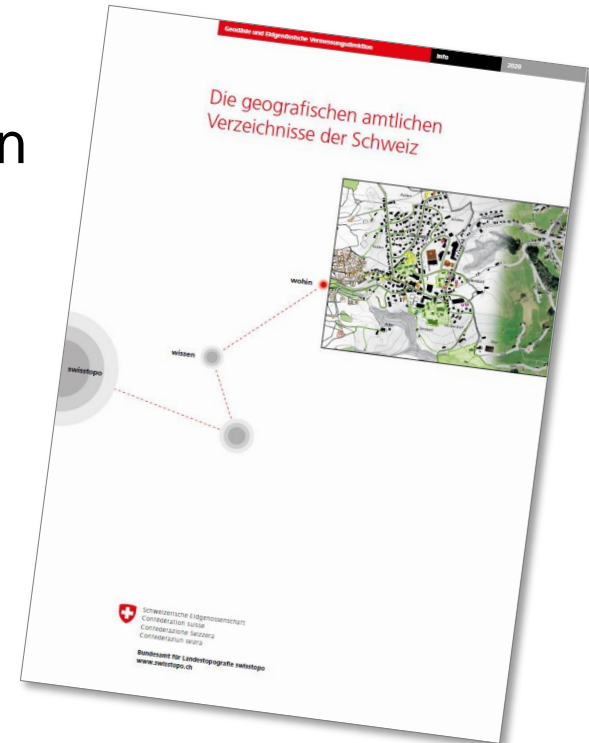 n
Geodäsie und Eidgenössische Vermessungsdirektion
Info
2020
Die geografischen amtlichen
Verzeichnisse der Schweiz
wohin
wissen
swisstopo
Schweizerische Eidgenossenschaft
Confédération suisse
Confederazione Svizzera
Confederaziun svizra
Bundesamt für Landestopografie swisstopo
www.swisstopo.ch